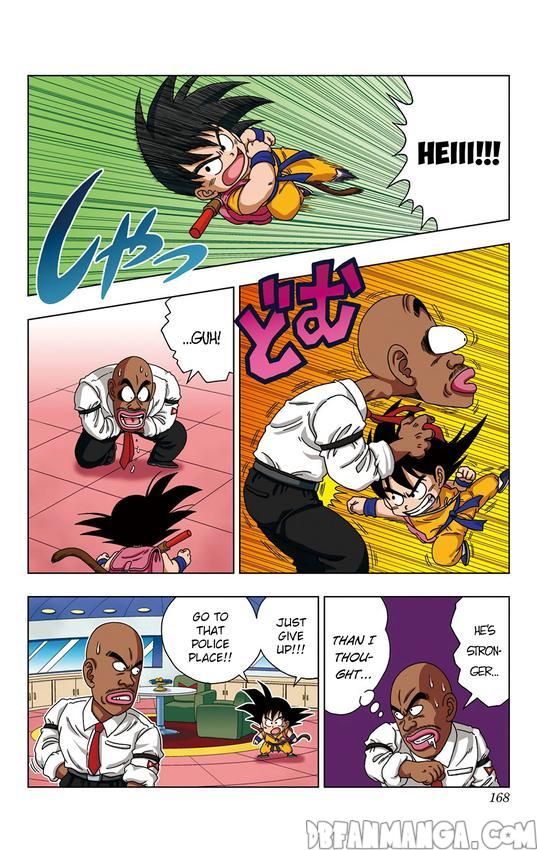 HEIII!!!
しゃっ
どむ
...GUH!
HE'S
STRON-
GER...
THAN I
THOU-
GHT...
JUST
GIVE
UP!!!
GO TO
THAT
POLICE
PLACE!!
168
DBFANMANGA.COM